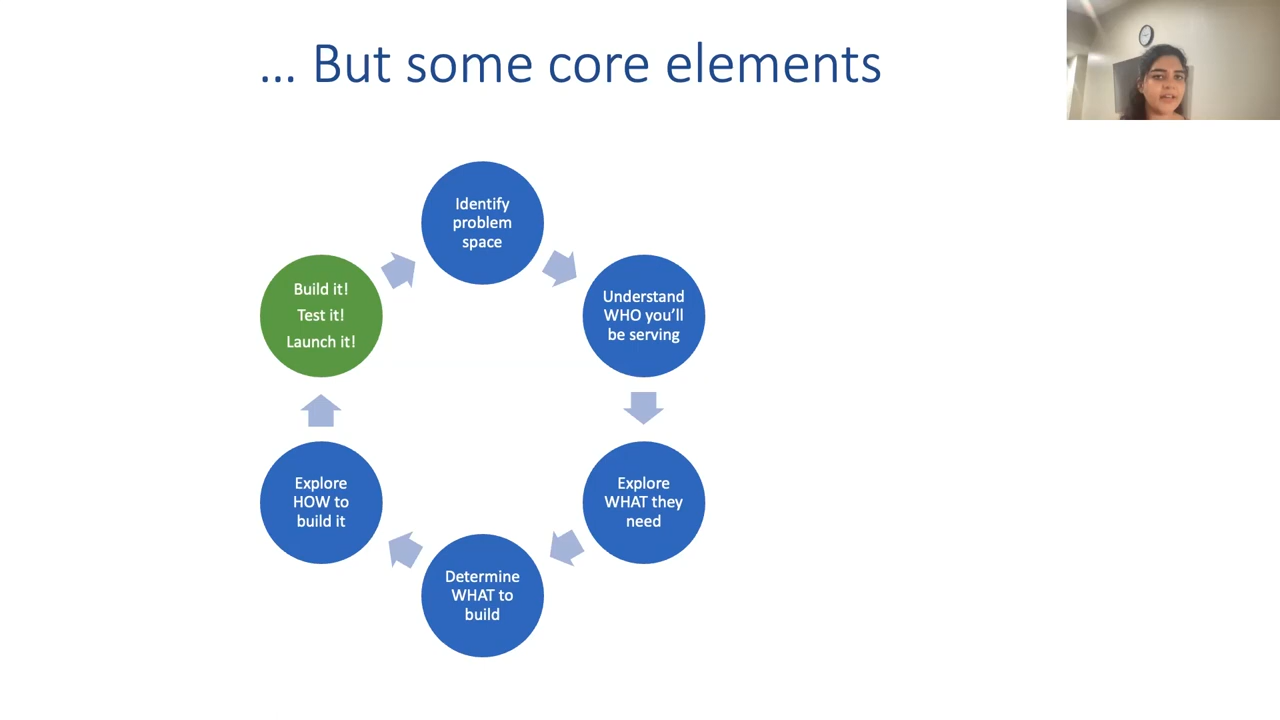 ... But some core elements
Identify
problem
space
Understand
WHO you’ll
be serving
Explore
WHAT they
need
Determine
WHAT to
build
Explore
HOW to
build it
Build it!
Test it!
Launch it!